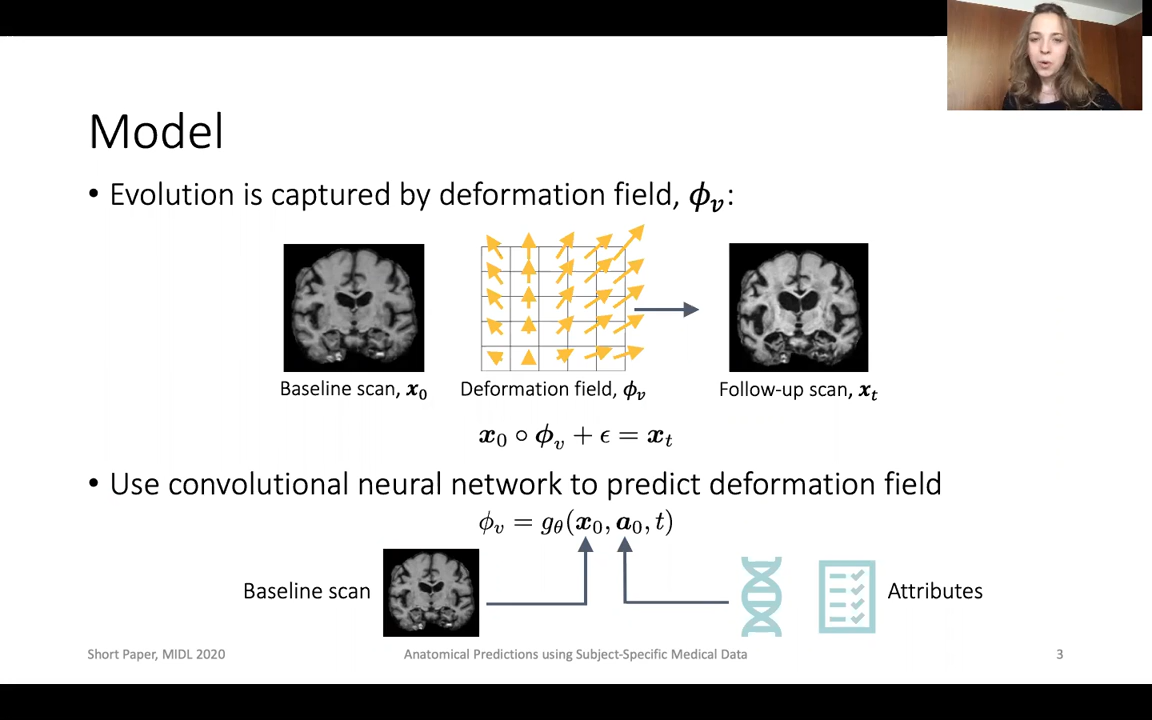 Model
• Evolution is captured by deformation field, ϕᵥ:
Baseline scan, x₀
Deformation field, ϕᵥ
Follow-up scan, xₜ
x₀ ∘ ϕᵥ + ϵ = xₜ
• Use convolutional neural network to predict deformation field
ϕᵥ = g_θ(x₀, a₀, t)
Baseline scan
Attributes
Short Paper, MIDL 2020
Anatomical Predictions using Subject-Specific Medical Data
3